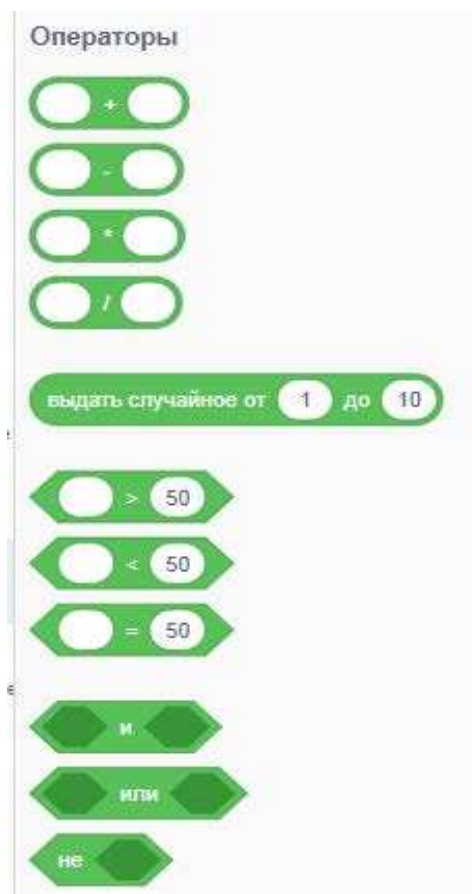 Операторы
+
-
*
/
выдать случайное от 1 до 10
> 50
< 50
= 50
и
или
не